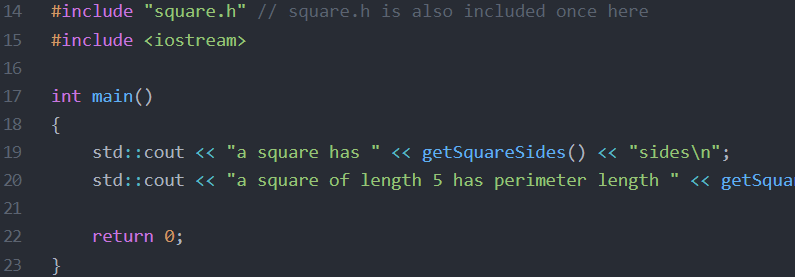 14 #include "square.h" // square.h is also included once here
15 #include <iostream>
16
17 int main()
18 {
19 std::cout << "a square has " << getSquareSides() << "sides\n";
20 std::cout << "a square of length 5 has perimeter length " << getSqua
21
22 return 0;
23 }